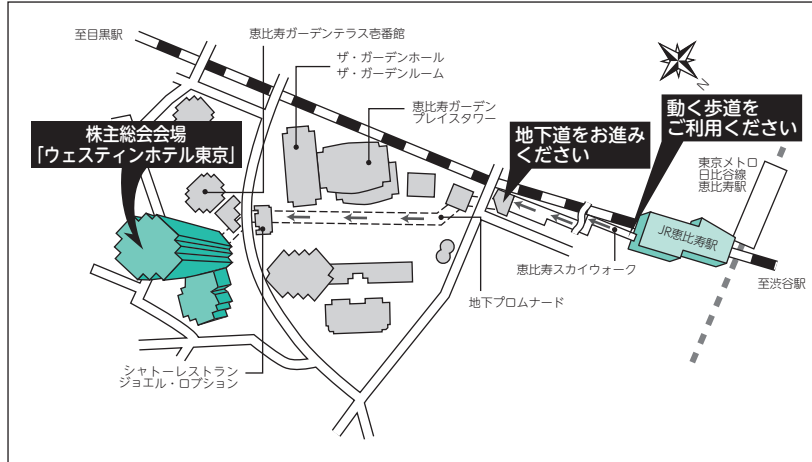 至目黒駅
恵比寿ガーデンテラス壱番館
ザ・ガーデンホール
ザ・ガーデンルーム
恵比寿ガーデン
プレイスタワー
N
株主総会会場
「ウェスティンホテル東京」
地下道をお進み
ください
動く歩道を
ご利用ください
東京メトロ
日比谷線
恵比寿駅
JR恵比寿駅
恵比寿スカイウォーク
至渋谷駅
地下プロムナード
シャトーレストラン
ジョエル・ロブション